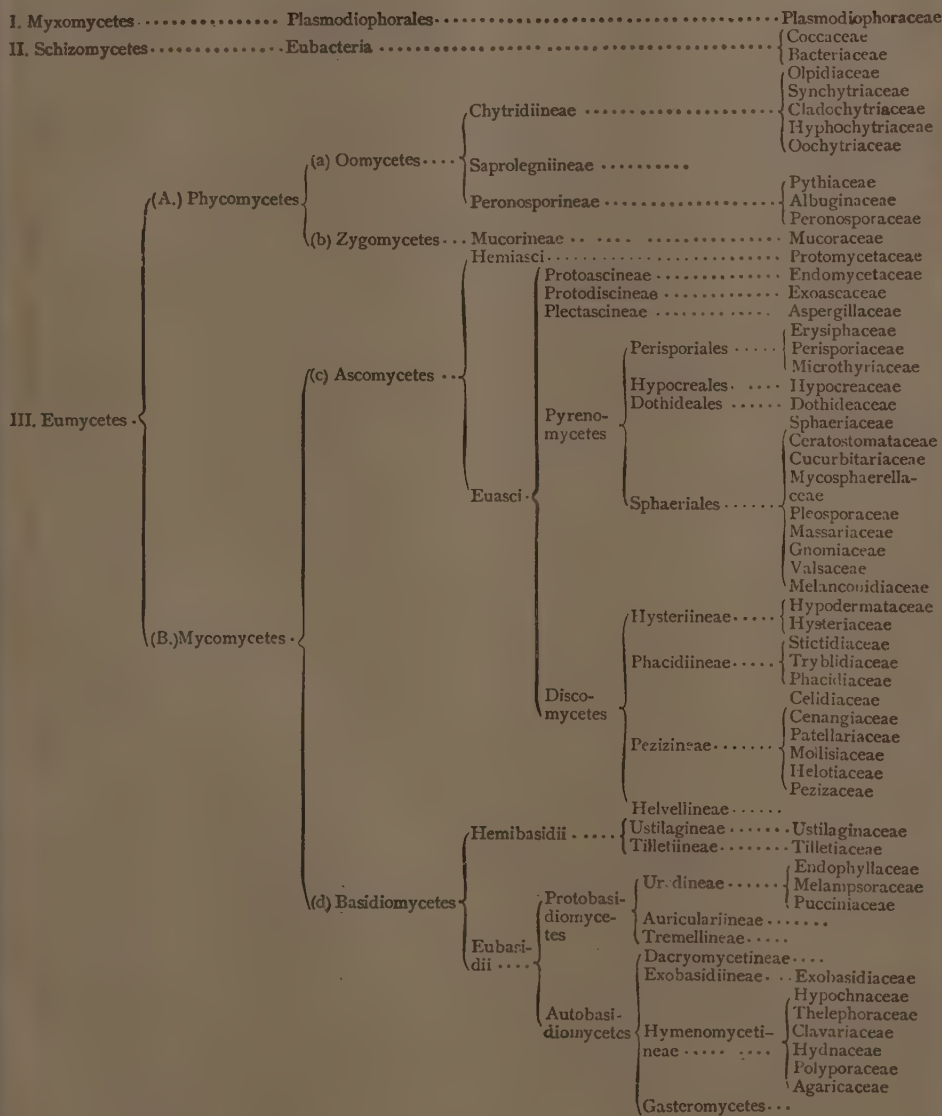 I. Myxomycetes · · · · · · · · · · · · · Plasmodiophorales · · · · · · · · · · · · · Plasmodiophoraceae
II. Schizomycetes · · · · · · · · · · · · · Eubacteria · · · · · · · · · · · · · Coccaceae
Bacteriaceae
Olpidiaceae
Synchytriaceae
Chytridiineae · · · · · · · · · · · · · Cladochytriaceae
Hyphochytriaceae
Oochytriaceae
(a) Oomycetes · · · ·
Saprolegniineae · · · · · · · · ·
Pythiaceae
(A.) Phycomycetes
Peronosporineae · · · · · · · · · · · · · Albuginaceae
Peronosporaceae
(b) Zygomycetes · · · Mucorineae · · · · · · · · · · · · · Mucoraceae
Hemiasci · · · · · · · · · · · · · Protomycetaceae
Protoascineae · · · · · · · · · · · · · Endomycetaceae
Protodiscineae · · · · · · · · · · · · · Exoascaceae
Plectascineae · · · · · · · · · · · · · Aspergillaceae
Erysiphaceae
Perisporiales · · · · · Perisporiaceae
Microthyriaceae
(c) Ascomycetes · · ·
Hypocreales · · · · · Hypocreaceae
Dothideales · · · · · · Dothideaceae
III. Eumycetes ·
Pyreno-
mycetes
Sphaeriaceae
Ceratostomataceae
Cucurbitariaceae
Mycosphaerella-
ceae
Euasci ·
Sphaeriales · · · · · ·
Pleosporaceae
Massariaceae
Gnomiaceae
Valsaceae
Melanconidiaceae
Hysteriineae · · · · · Hypodermataceae
Hysteriaceae
(B.)Mycomycetes ·
Stictidiaceae
Phacidiineae · · · · · Tryblidiaceae
Phacidiaceae
Disco-
mycetes
Celidiaceae
Cenangiaceae
Patellariaceae
Pezizineae · · · · · · · Mollisiaceae
Helotiaceae
Pezizaceae
Helvellineae · · · · · ·
Hemibasidii · · · · · Ustilagineae · · · · · · · Ustilaginaceae
Tilletiineae · · · · · · · · Tilletiaceae
Endophyllaceae
Protobasi-
diomyce-
tes
Uredineae · · · · · · Melampsoraceae
Pucciniaceae
(d) Basidiomycetes
Auriculariineae · · · · · · ·
Tremellineae · · · · ·
Eubasi-
dii · · · ·
Dacryomycetineae · · · ·
Exobasidiineae · · · Exobasidiaceae
Hypochnaceae
Autobasi-
diomycetes
Thelephoraceae
Hymenomyceti-
neae · · · · · · · · ·
Clavariaceae
Hydnaceae
Polyporaceae
Agaricaceae
Gasteromycetes · · ·